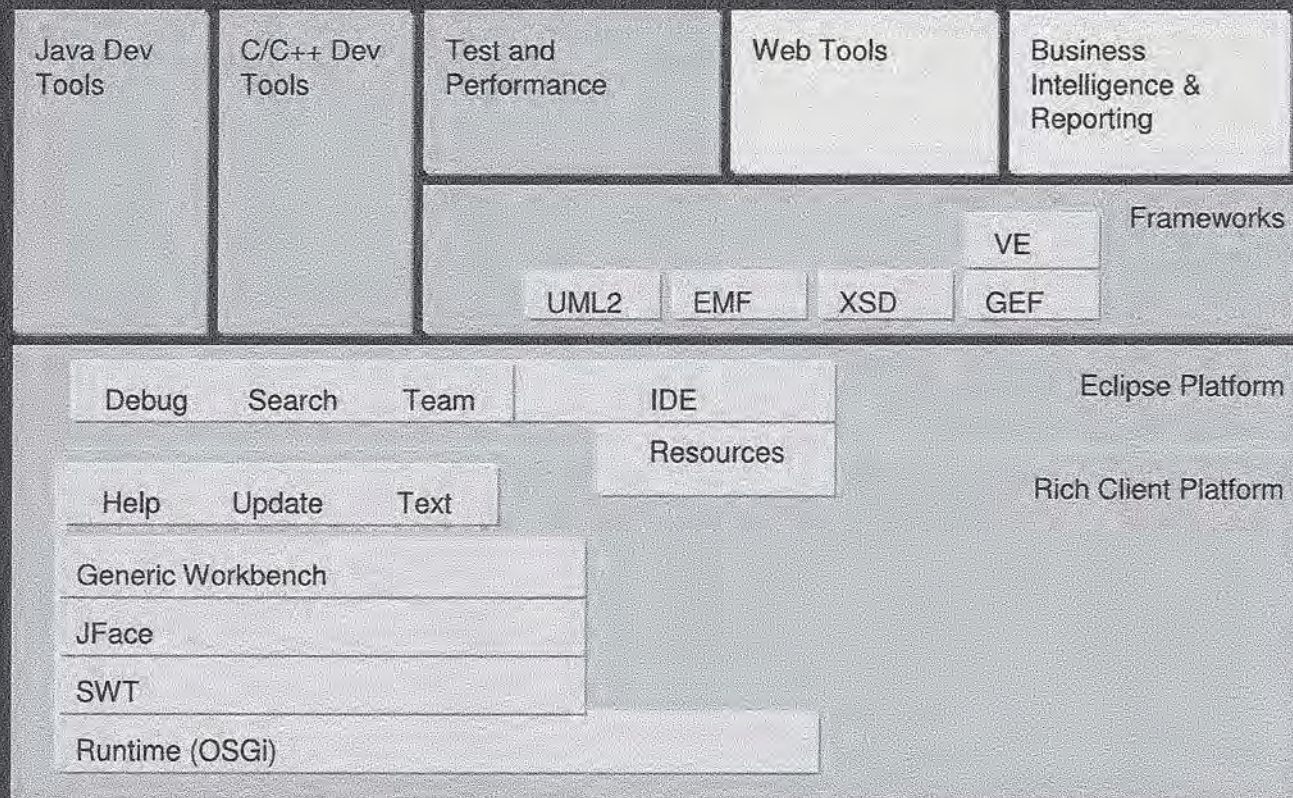 Java Dev
Tools
C/C++ Dev
Tools
Test and
Performance
Web Tools
Business
Intelligence &
Reporting
Frameworks
VE
UML2
EMF
XSD
GEF
Eclipse Platform
Debug
Search
Team
IDE
Resources
Rich Client Platform
Help
Update
Text
Generic Workbench
JFace
SWT
Runtime (OSGi)